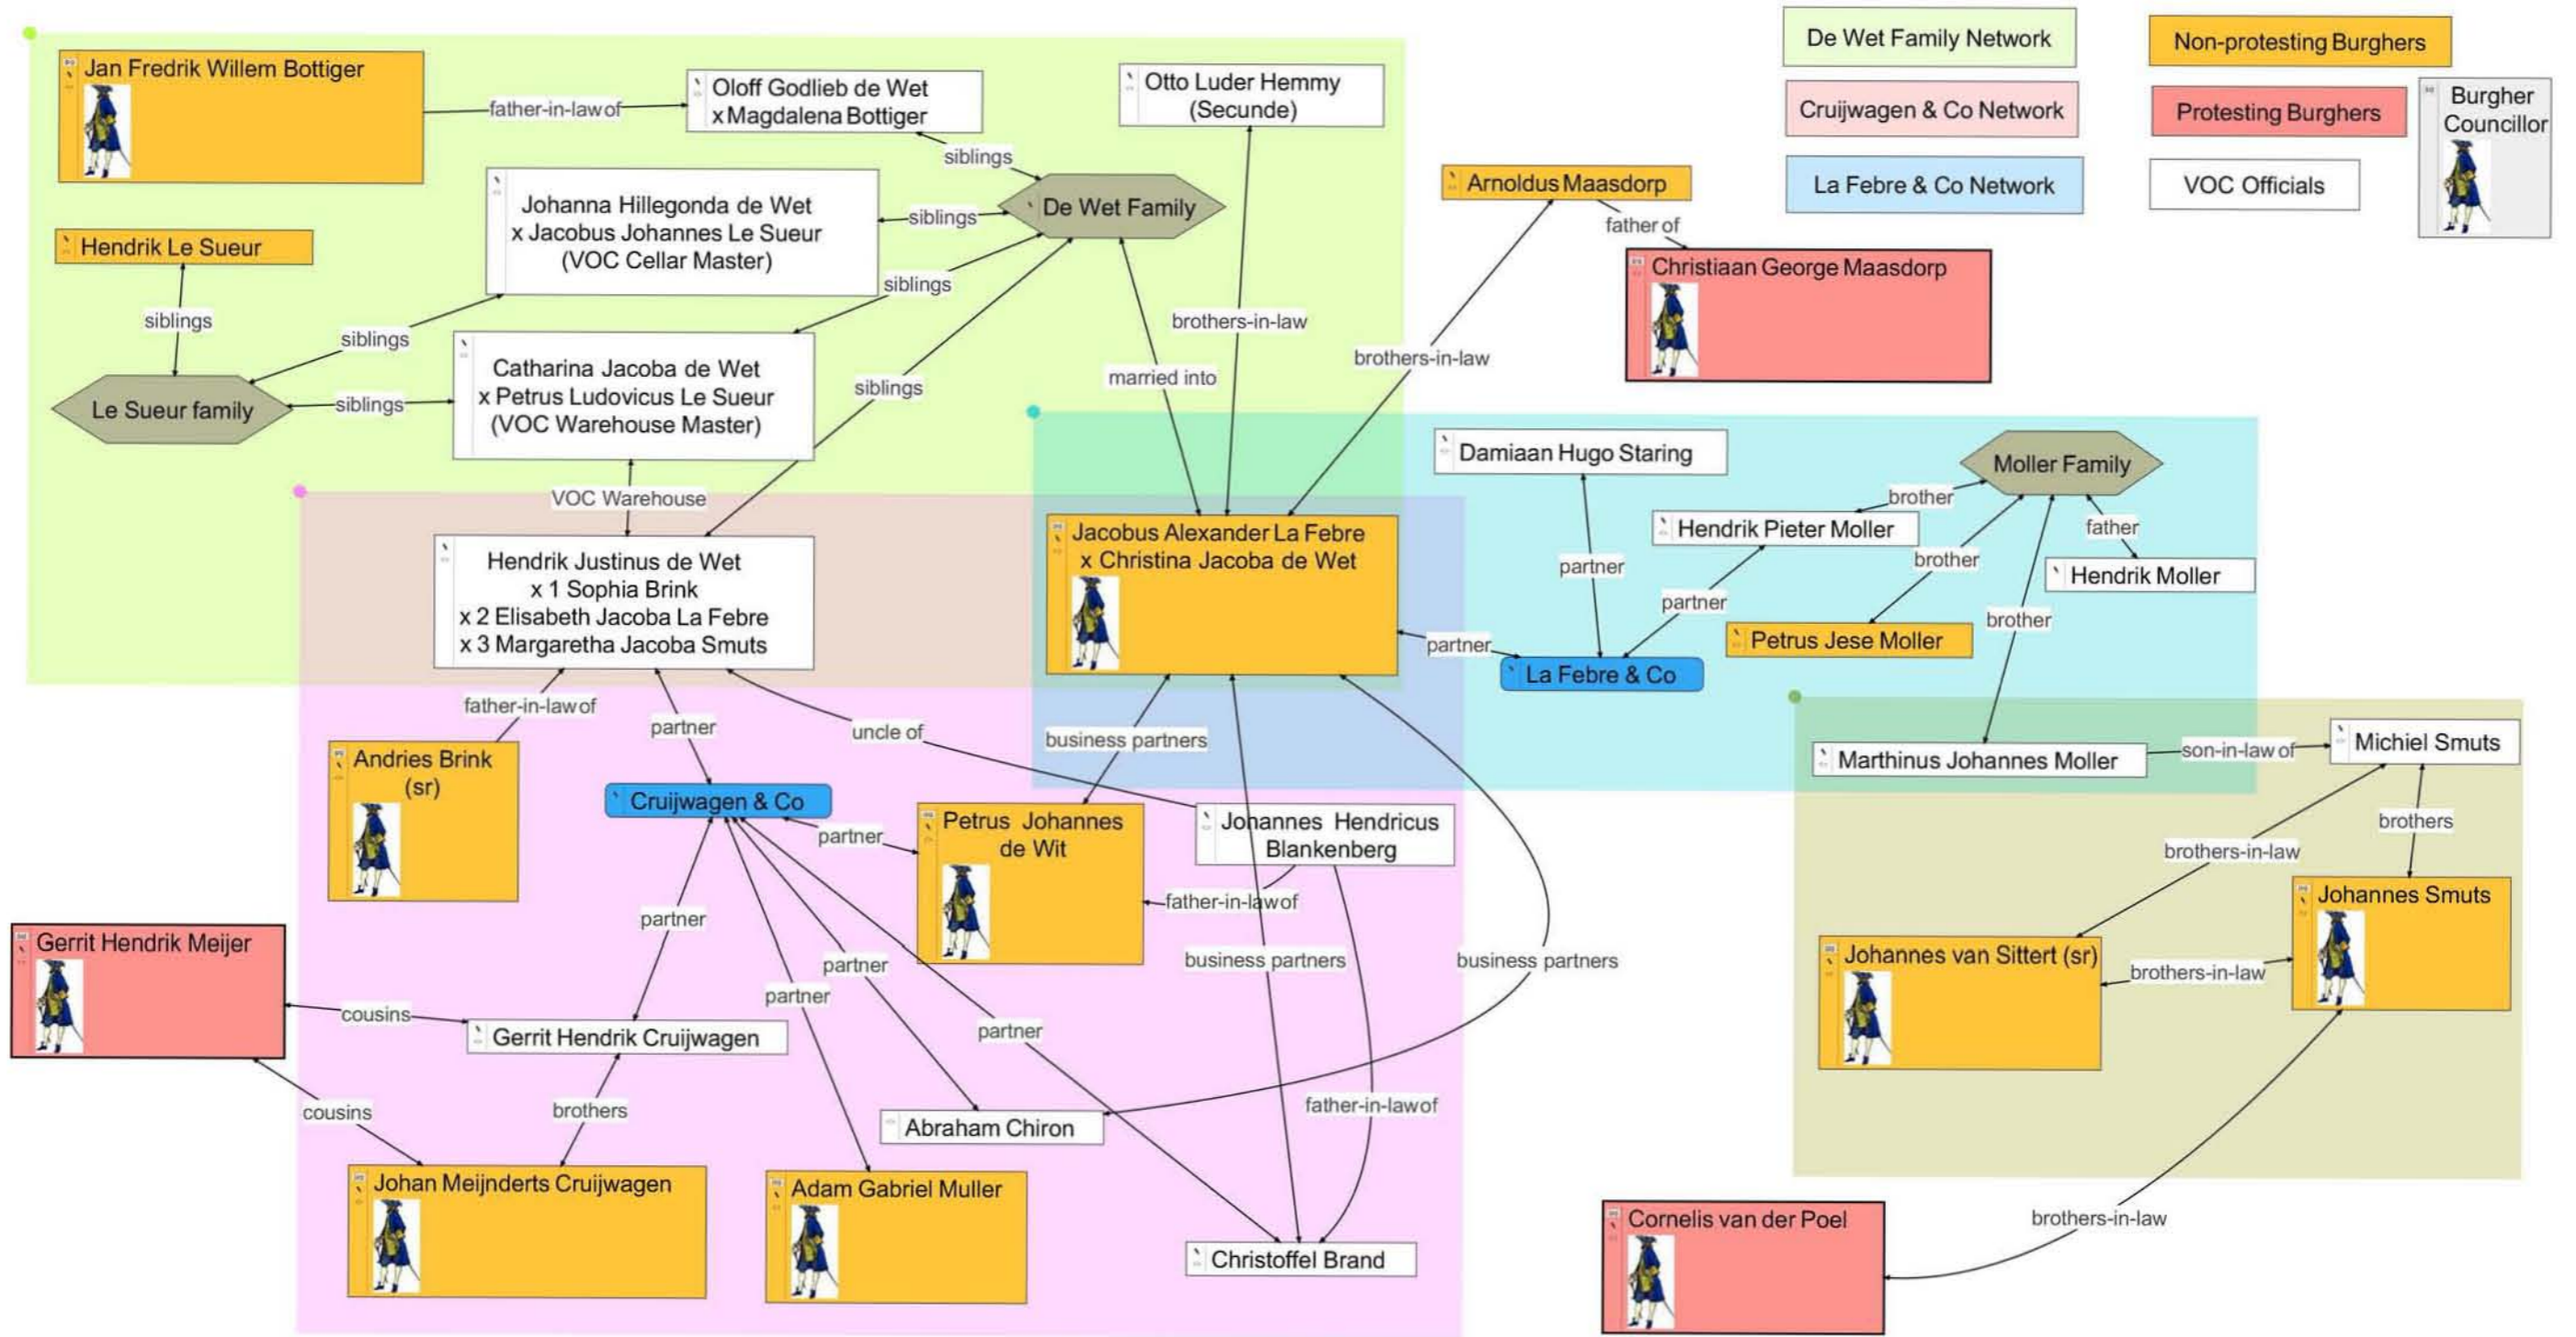 De Wet Family Network
Non-protesting Burghers
Cruijwagen & Co Network
Protesting Burghers
Burgher
Councillor
La Febre & Co Network
VOC Officials
Jan Fredrik Willem Bottiger
father-in-law of
Oloff Godlieb de Wet
x Magdalena Bottiger
Otto Luder Hemmy
(Secunde)
siblings
Johanna Hillegonda de Wet
x Jacobus Johannes Le Sueur
(VOC Cellar Master)
siblings
De Wet Family
Arnoldus Maasdorp
father of
Christiaan George Maasdorp
Hendrik Le Sueur
siblings
siblings
siblings
brothers-in-law
brothers-in-law
married into
siblings
Le Sueur family
siblings
Catharina Jacoba de Wet
x Petrus Ludovicus Le Sueur
(VOC Warehouse Master)
VOC Warehouse
Damiaan Hugo Staring
Moller Family
brother
father
Hendrik Pieter Moller
brother
Hendrik Moller
partner
partner
brother
Petrus Jese Moller
Hendrik Justinus de Wet
x 1 Sophia Brink
x 2 Elisabeth Jacoba La Febre
x 3 Margaretha Jacoba Smuts
Jacobus Alexander La Febre
x Christina Jacoba de Wet
partner
La Febre & Co
father-in-law of
partner
uncle of
business partners
Marthinus Johannes Moller
son-in-law of
Michiel Smuts
Andries Brink
(sr)
Cruijwagen & Co
partner
Petrus Johannes
de Wit
Johannes Hendricus
Blankenberg
brothers
brothers-in-law
father-in-law of
Johannes Smuts
Gerrit Hendrik Meijer
partner
partner
partner
business partners
business partners
Johannes van Sittert (sr)
brothers-in-law
cousins
Gerrit Hendrik Cruijwagen
partner
cousins
brothers
Abraham Chiron
father-in-law of
Johan Meijnderts Cruijwagen
Adam Gabriel Muller
Christoffel Brand
Cornelis van der Poel
brothers-in-law